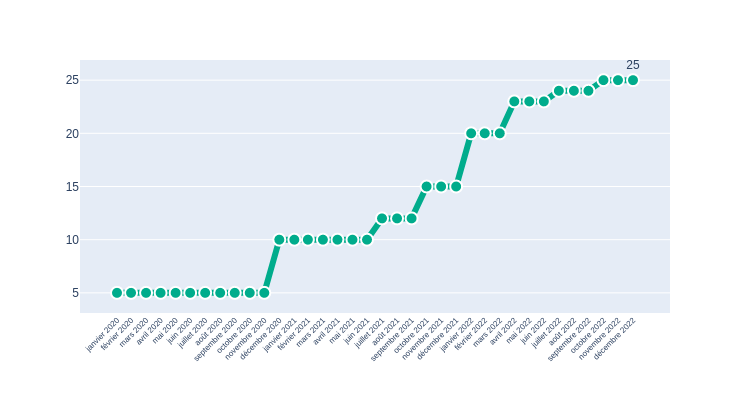 25
25
20
15
10
5
janvier 2020
février 2020
mars 2020
avril 2020
mai 2020
juin 2020
juillet 2020
août 2020
septembre 2020
octobre 2020
novembre 2020
décembre 2020
janvier 2021
février 2021
mars 2021
avril 2021
mai 2021
juin 2021
juillet 2021
août 2021
septembre 2021
octobre 2021
novembre 2021
décembre 2021
janvier 2022
février 2022
mars 2022
avril 2022
mai 2022
juin 2022
juillet 2022
août 2022
septembre 2022
octobre 2022
novembre 2022
décembre 2022